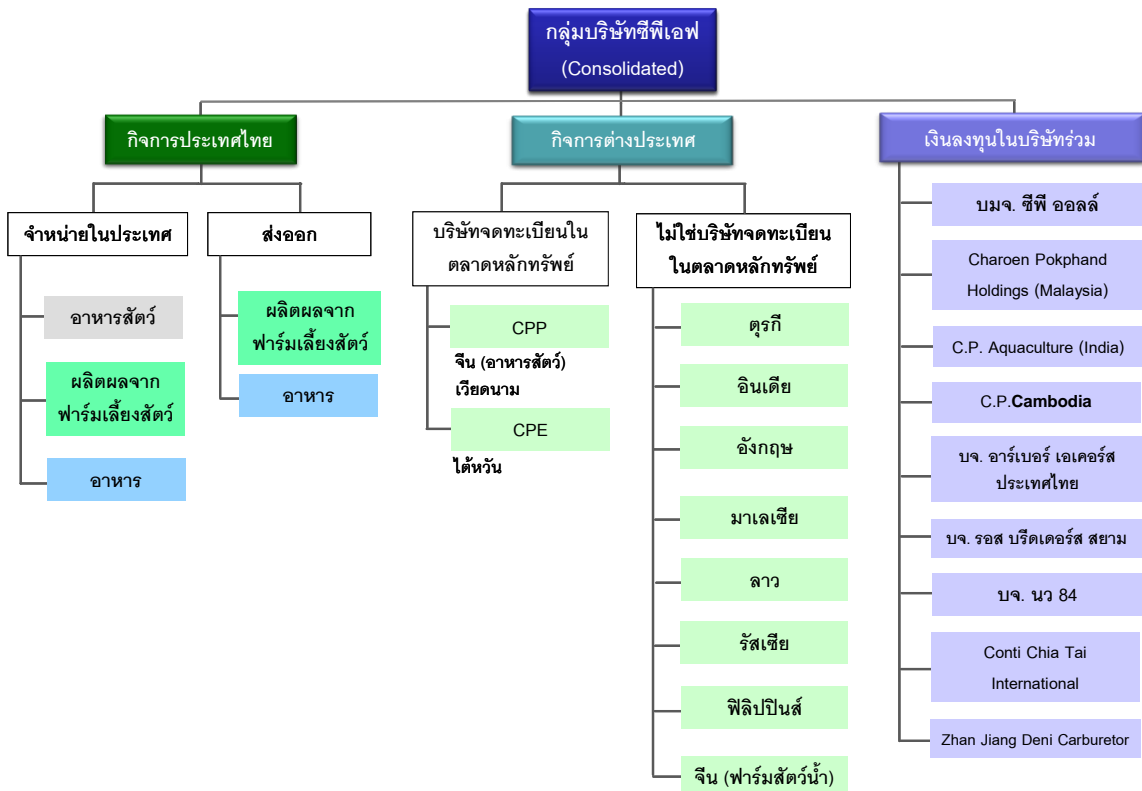 กลุ่มบริษัทซีพีเอฟ
(Consolidated)
กิจการประเทศไทย
จำหน่ายในประเทศ
อาหารสัตว์
ผลิตผลจาก
ฟาร์มเลี้ยงสัตว์
อาหาร
ส่งออก
ผลิตผลจาก
ฟาร์มเลี้ยงสัตว์
อาหาร
กิจการต่างประเทศ
บริษัทจดทะเบียนใน
ตลาดหลักทรัพย์
CPP
จีน (อาหารสัตว์)
เวียดนาม
CPE
ไต้หวัน
ไม่ใช่บริษัทจดทะเบียน
ในตลาดหลักทรัพย์
ตุรกี
อินเดีย
อังกฤษ
มาเลเซีย
ลาว
รัสเซีย
ฟิลิปปินส์
จีน (ฟาร์มสัตว์น้ำ)
เงินลงทุนในบริษัทร่วม
บมจ. ซีพี ออลล์
Charoen Pokphand
Holdings (Malaysia)
C.P. Aquaculture (India)
C.P.Cambodia
บจ. อาร์เบอร์ เอเคอร์ส
ประเทศไทย
บจ. รอส บรีดเดอร์ส สยาม
บจ. นว 84
Conti Chia Tai
International
Zhan Jiang Deni Carburetor